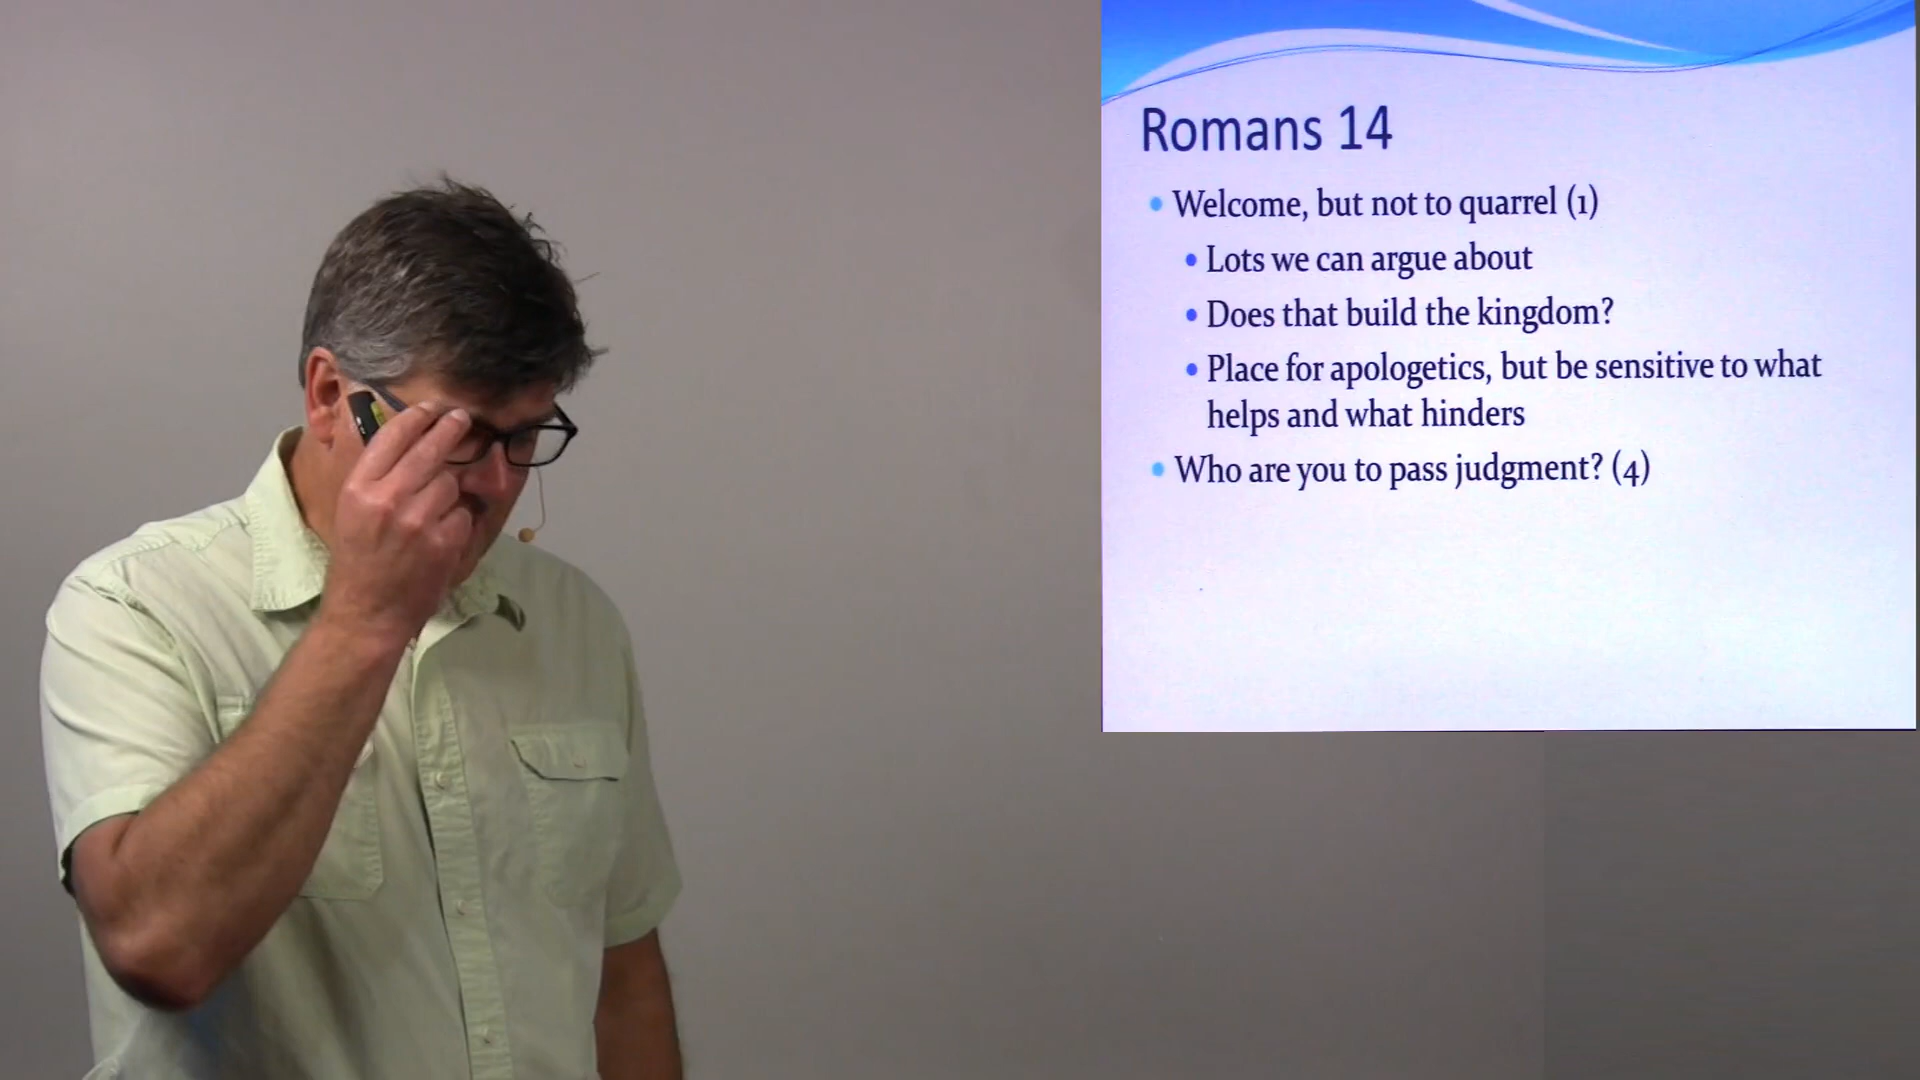 Romans 14
Welcome, but not to quarrel (1)
Lots we can argue about
Does that build the kingdom?
Place for apologetics, but be sensitive to what
helps and what hinders
Who are you to pass judgment? (4)